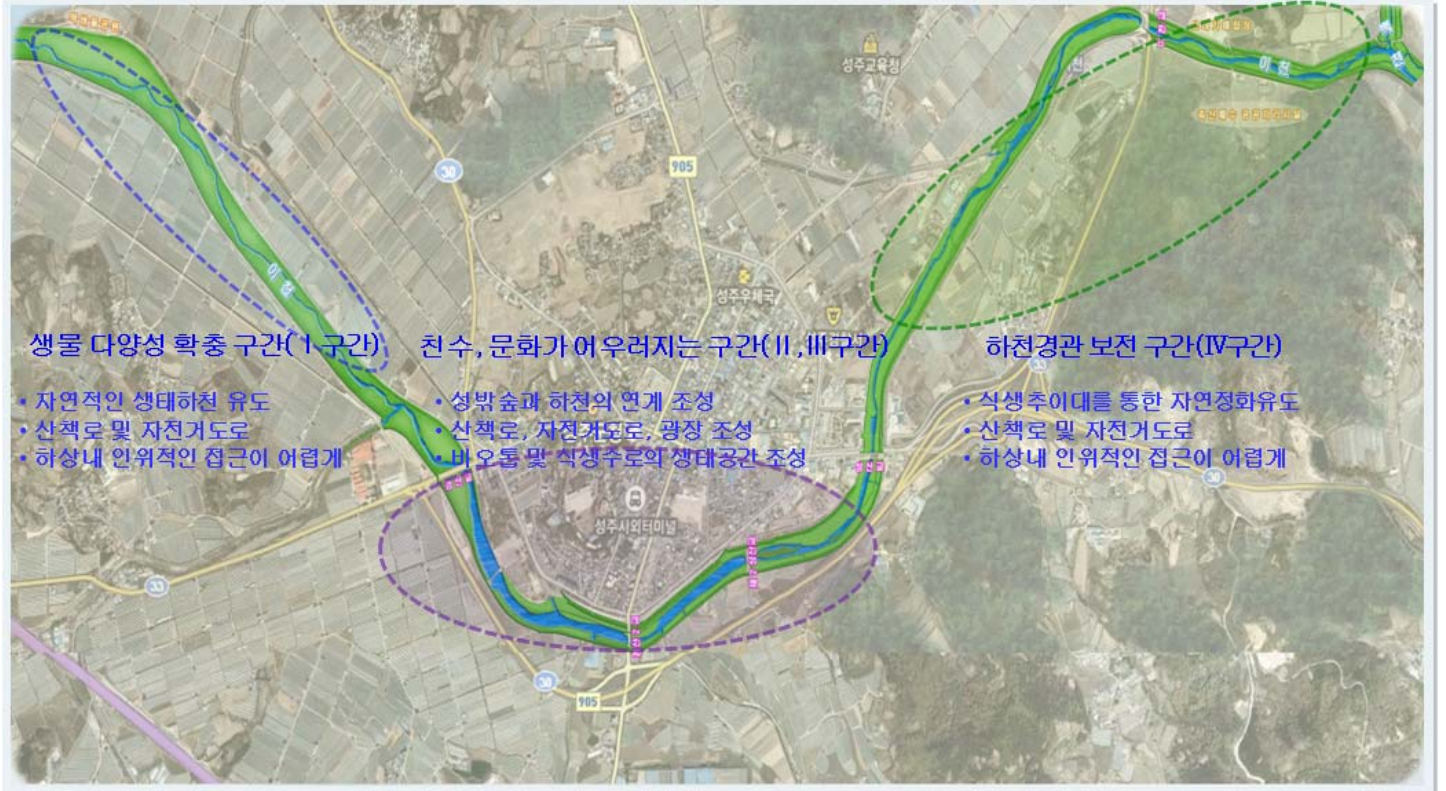 성주교육청
이천
905
30
이천
성주우체국
생물 다양성 확충 구간(Ⅰ구간)
친수, 문화가 어우러지는 구간(Ⅱ,Ⅲ구간)
하천경관 보전 구간(Ⅳ구간)
33
• 자연적인 생태하천 유도
• 산책로 및 자전거도로
• 하상내 인위적인 접근이 어렵게
• 성밖숲과 하천의 연계 조성
• 산책로, 자전거도로, 광장 조성
• 비오톱 및 식생수로의 생태공간 조성
• 식생추이대를 통한 자연정화유도
• 산책로 및 자전거도로
• 하상내 인위적인 접근이 어렵게
30
성주시외터미널
33
30
905